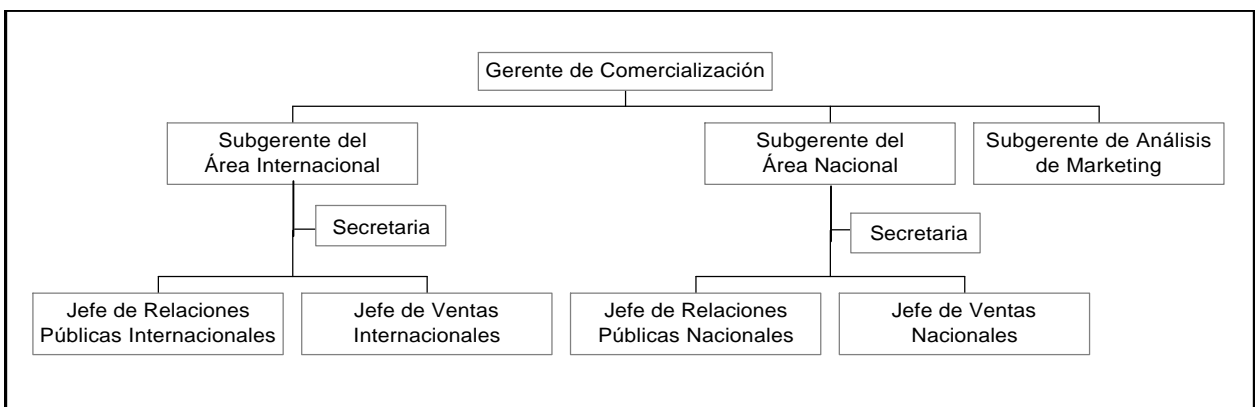 Gerente de Comercialización
Subgerente del
Área Internacional
Subgerente del
Área Nacional
Subgerente de Análisis
de Marketing
Secretaria
Secretaria
Jefe de Relaciones
Públicas Internacionales
Jefe de Ventas
Internacionales
Jefe de Relaciones
Públicas Nacionales
Jefe de Ventas
Nacionales